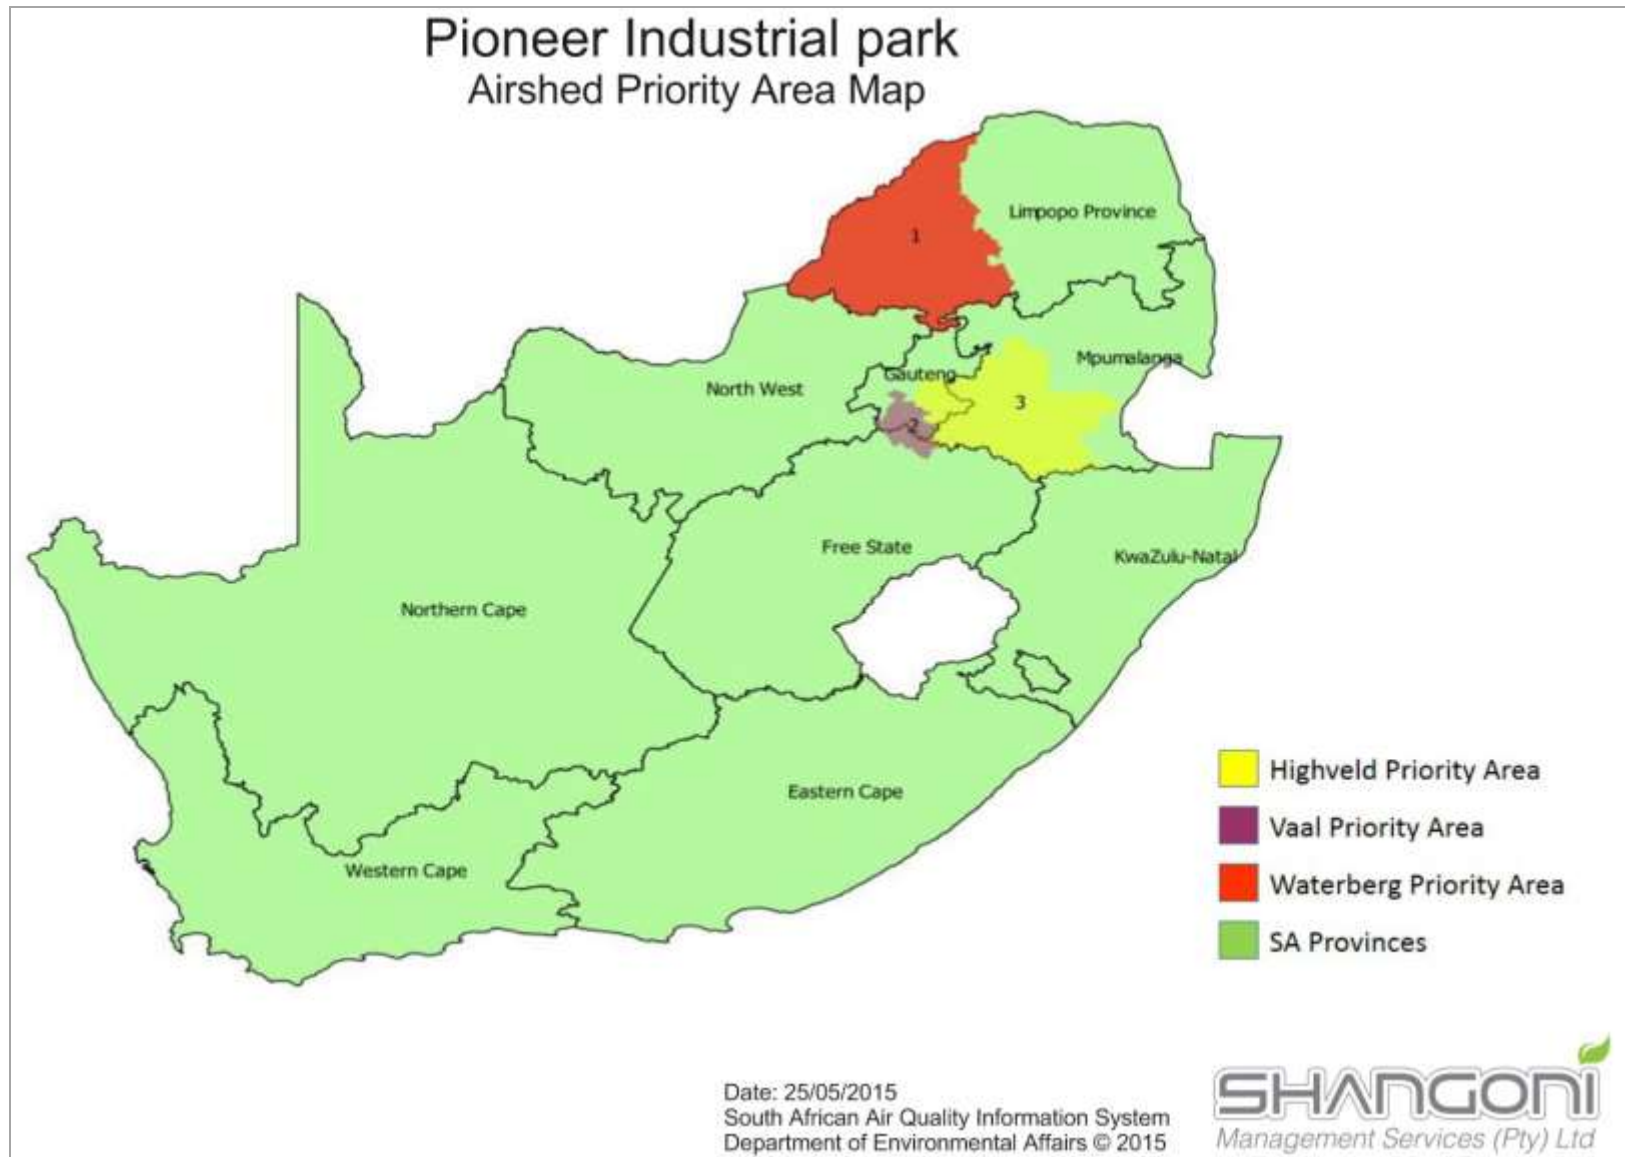 Pioneer Industrial park
Airshed Priority Area Map
Limpopo Province
1
Mpumalanga
Gauteng
North West
3
2
Free State
KwaZulu-Natal
Northern Cape
Eastern Cape
Western Cape
Highveld Priority Area
Vaal Priority Area
Waterberg Priority Area
SA Provinces
Date: 25/05/2015
South African Air Quality Information System
Department of Environmental Affairs © 2015
SHANGONI
Management Services (Pty) Ltd